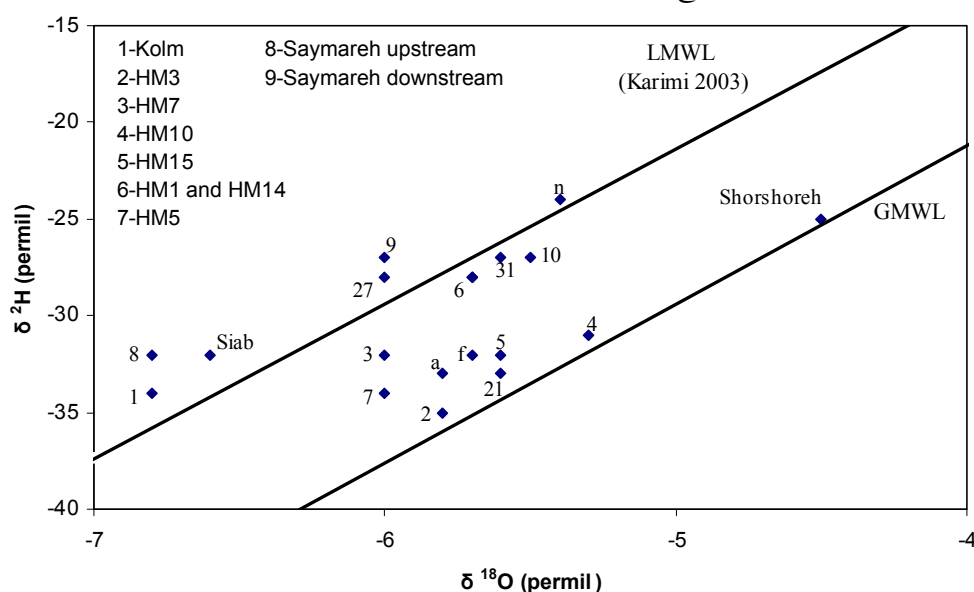 -15
-20
-25
-30
-35
-40
-7
-6
-5
-4
δ ²H (permil)
δ ¹⁸O (permil)
1-Kolm
2-HM3
3-HM7
4-HM10
5-HM15
6-HM1 and HM14
7-HM5
8-Saymareh upstream
9-Saymareh downstream
LMWL
(Karimi 2003)
n
Shorshoreh
GMWL
9
27
6
31
10
8
Siab
1
3
7
a
f
5
21
2
4